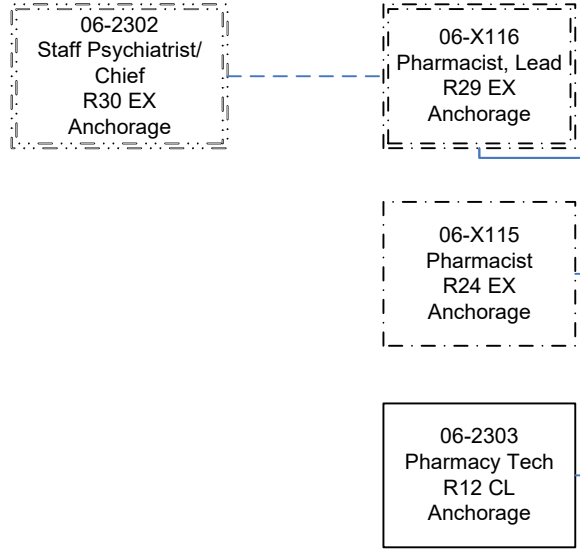 06-2302
Staff Psychiatrist/
Chief
R30 EX
Anchorage
06-X116
Pharmacist, Lead
R29 EX
Anchorage
06-X115
Pharmacist
R24 EX
Anchorage
06-2303
Pharmacy Tech
R12 CL
Anchorage